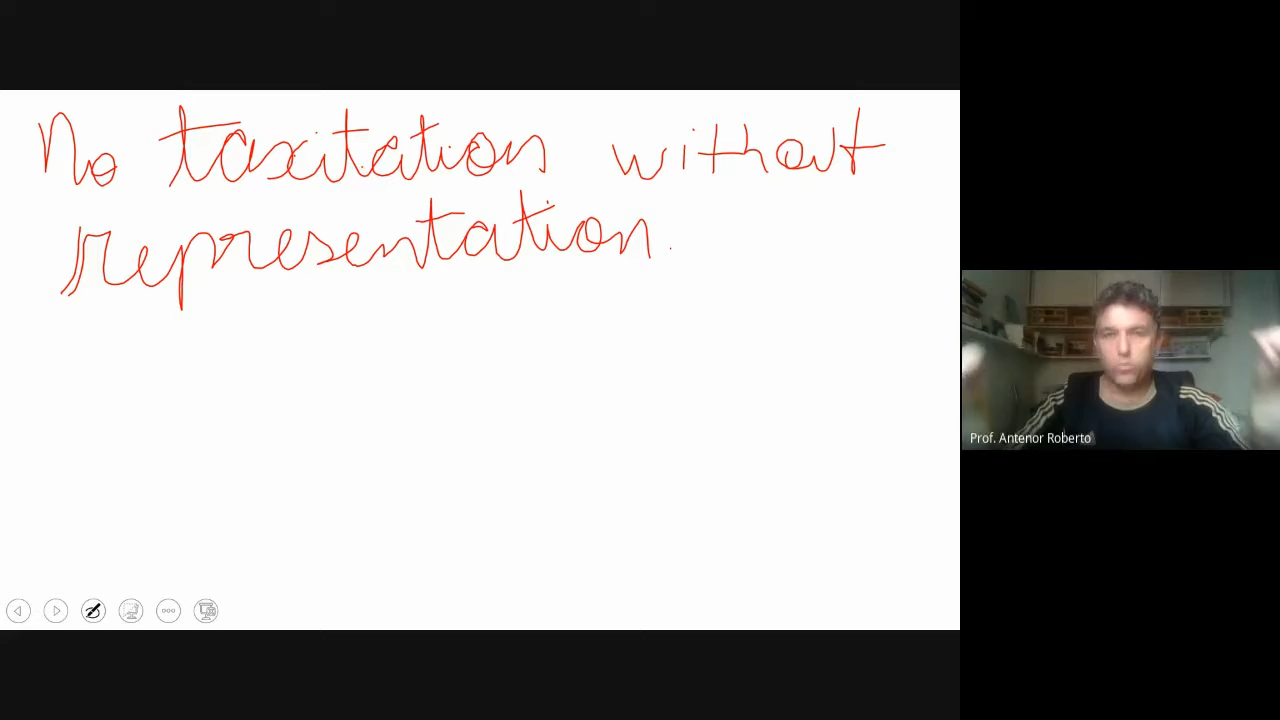 No taxitation without
representation.
Prof. Antenor Roberto